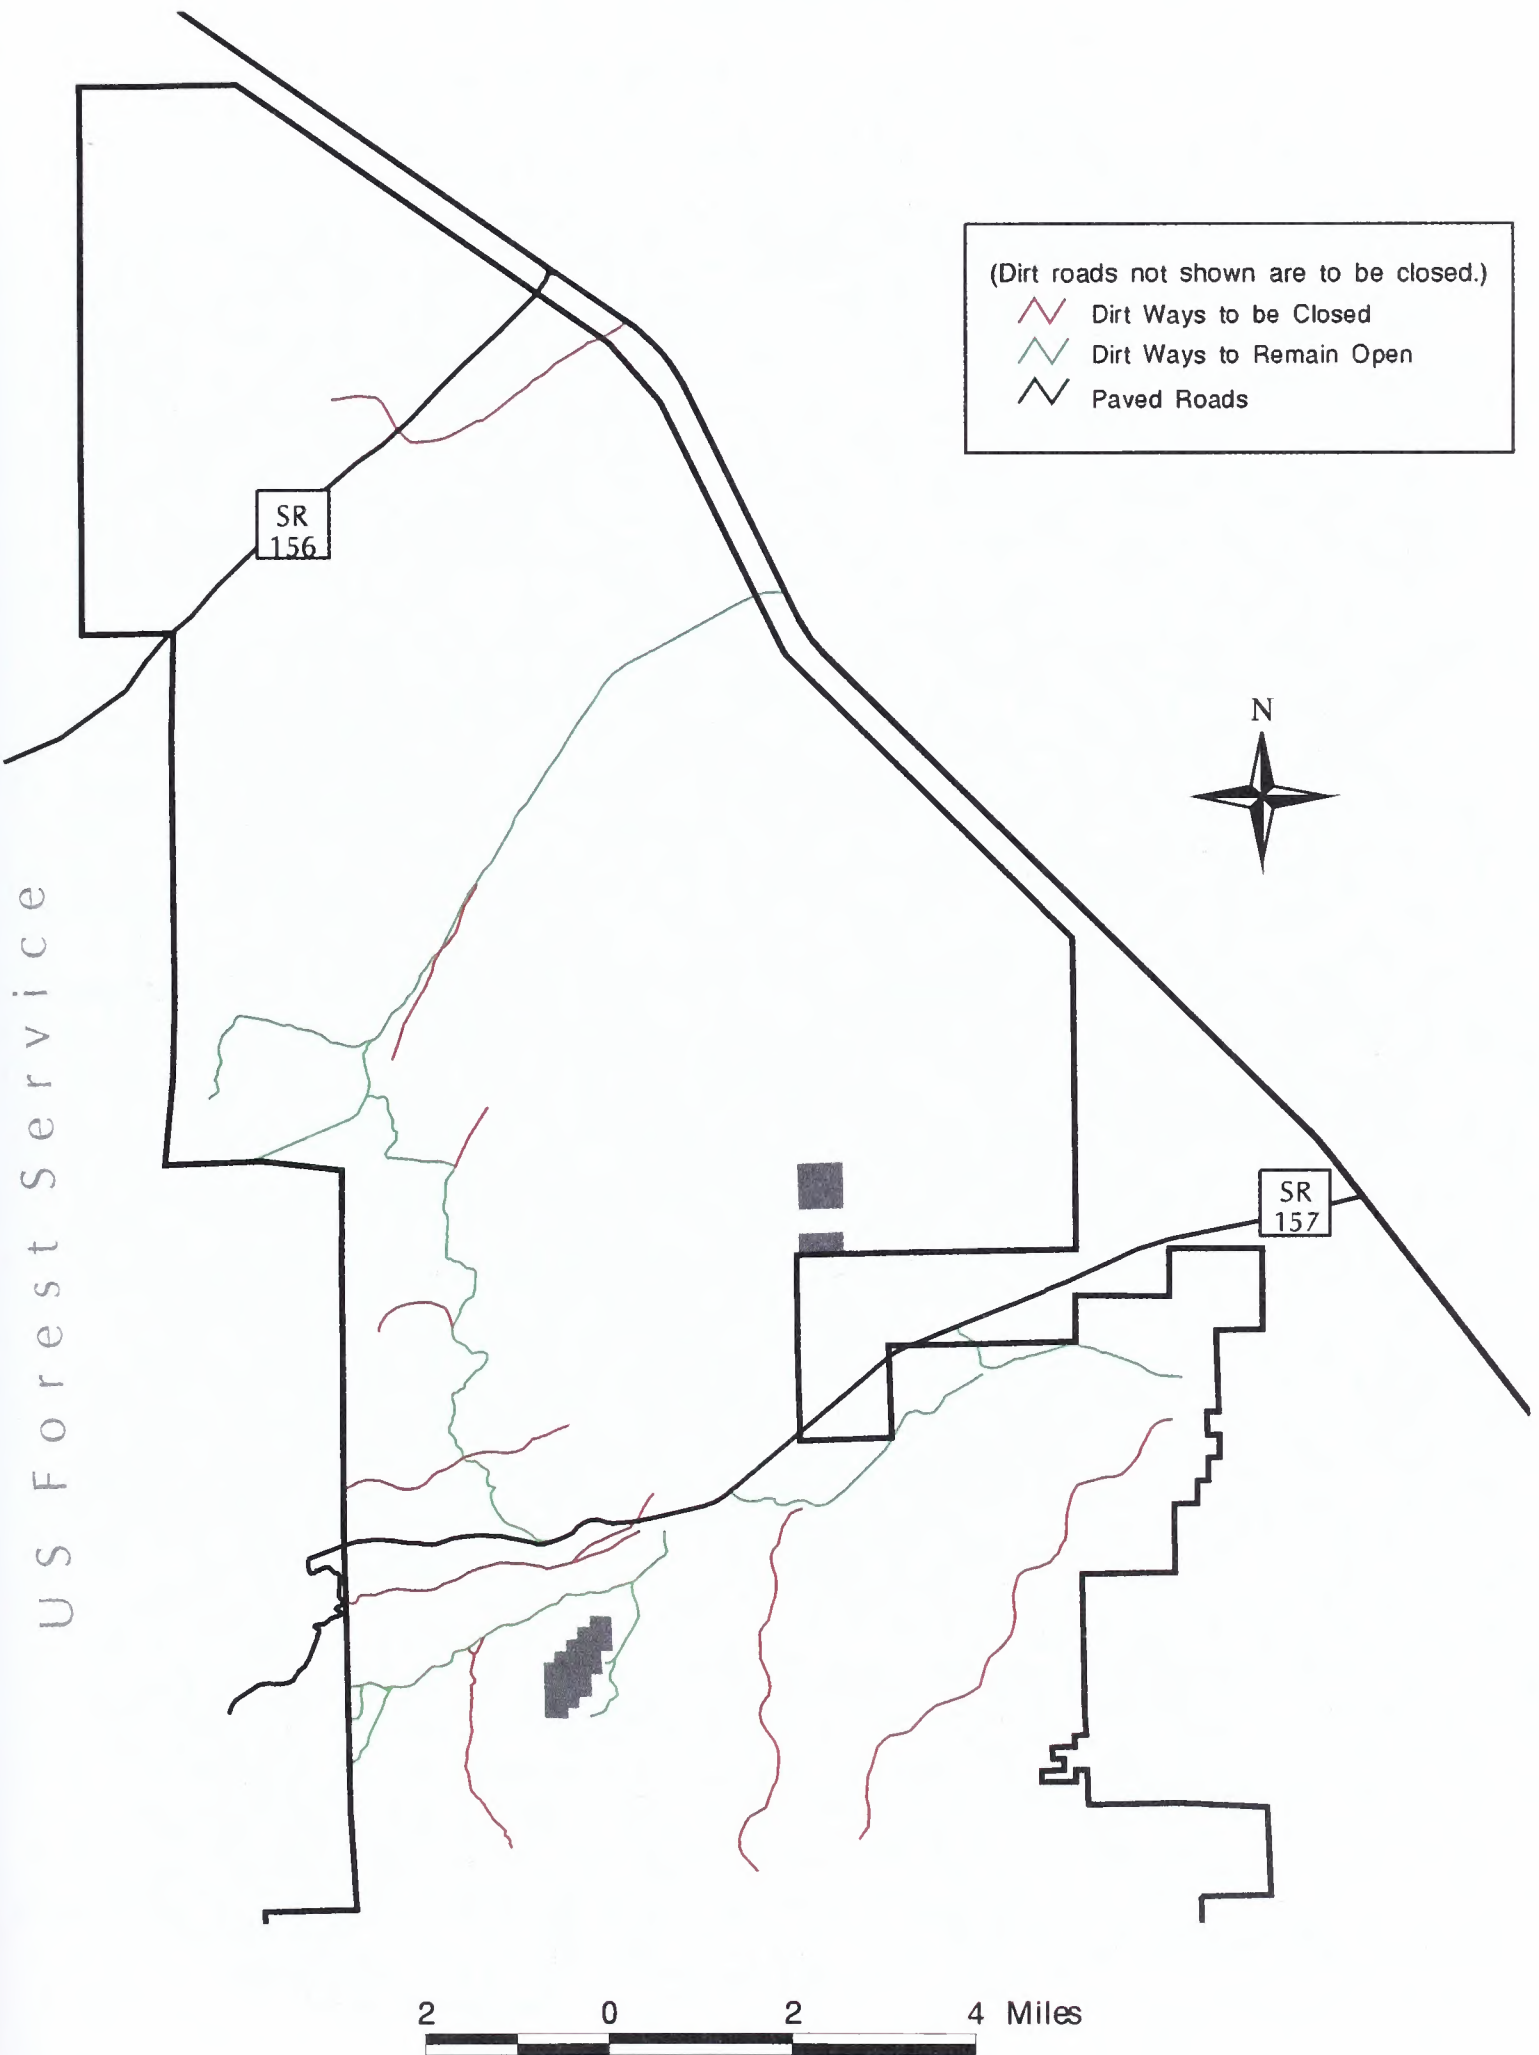 (Dirt roads not shown are to be closed.)
Dirt Ways to be Closed
Dirt Ways to Remain Open
Paved Roads
SR
156
N
US Forest Service
SR
157
2 0 2 4 Miles